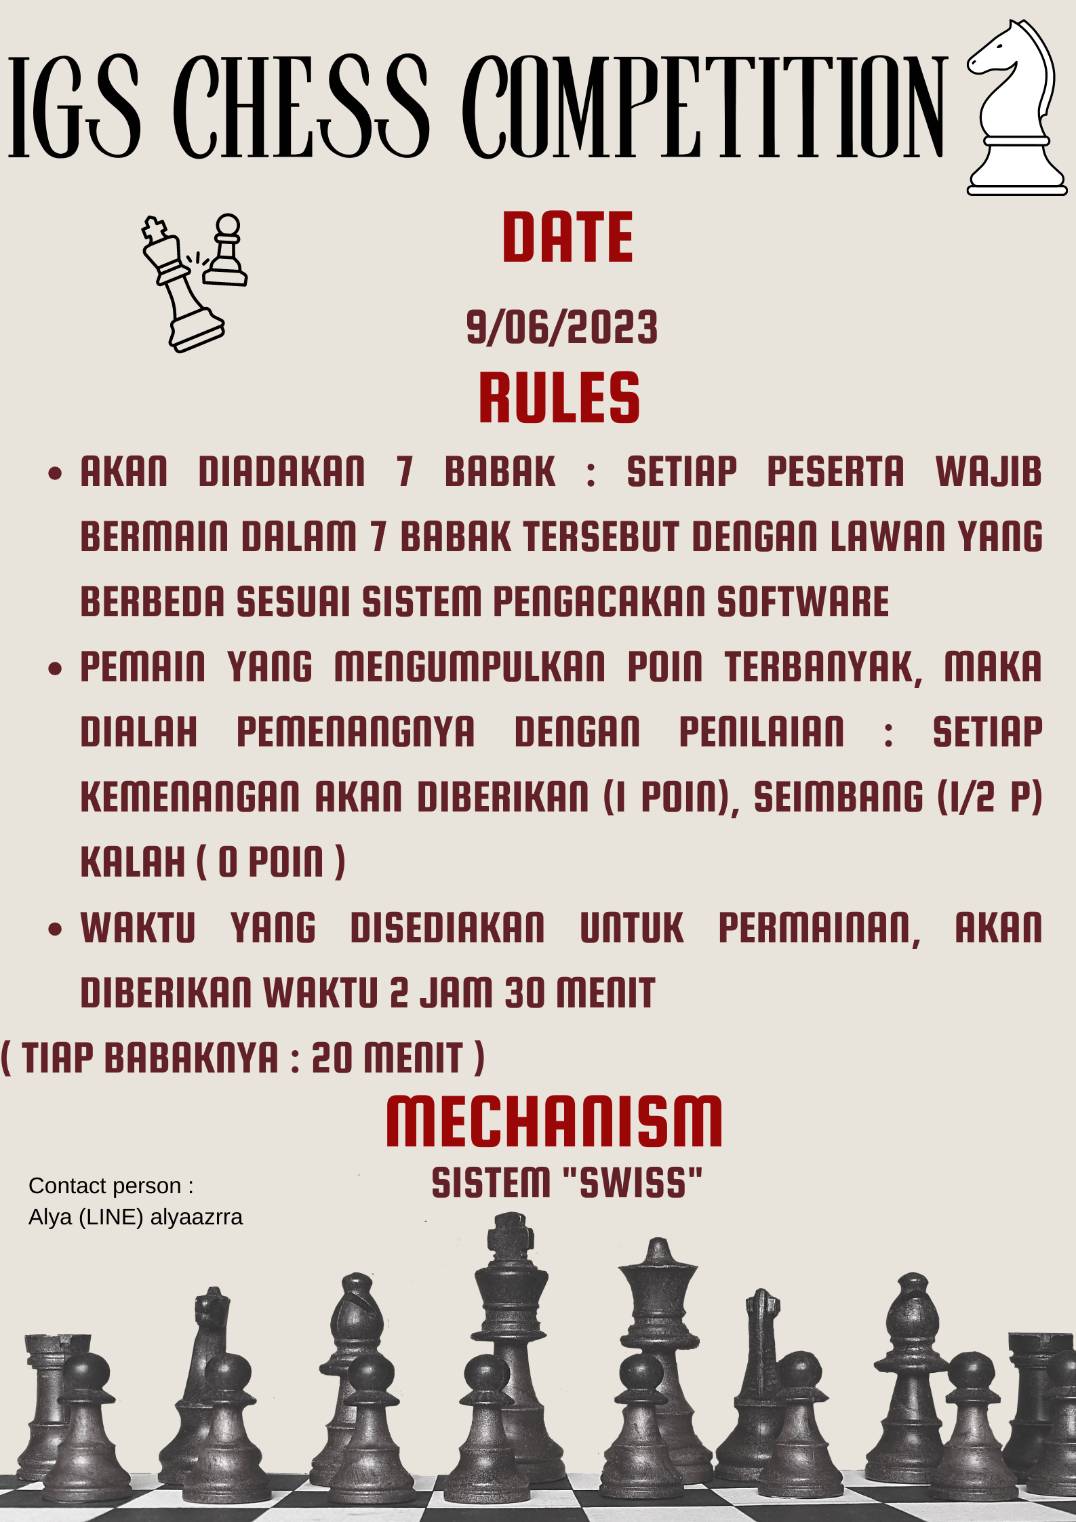 IGS CHESS COMPETITION
DATE
9/06/2023
RULES
• AKAN DIADAKAN 7 BABAK : SETIAP PESERTA WAJIB
BERMAIN DALAM 7 BABAK TERSEBUT DENGAN LAWAN YANG
BERBEDA SESUAI SISTEM PENGACAKAN SOFTWARE
• PEMAIN YANG MENGUMPULKAN POIN TERBANYAK, MAKA
DIALAH PEMENANGNYA DENGAN PENILAIAN : SETIAP
KEMENANGAN AKAN DIBERIKAN (1 POIN), SEIMBANG (1/2 P)
KALAH ( 0 POIN )
• WAKTU YANG DISEDIAKAN UNTUK PERMAINAN, AKAN
DIBERIKAN WAKTU 2 JAM 30 MENIT
( TIAP BABAKNYA : 20 MENIT )
MECHANISM
SISTEM "SWISS"
Contact person :
Alya (LINE) alyaazrra